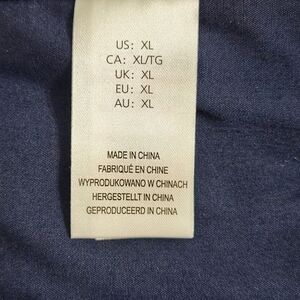 US: XL
CA: XL/TG
UK: XL
EU: XL
AU: XL
MADE IN CHINA
FABRIQUÉ EN CHINE
WYPRODUKOWANO W CHINACH
HERGESTELLT IN CHINA
GEPRODUCEERD IN CHINA